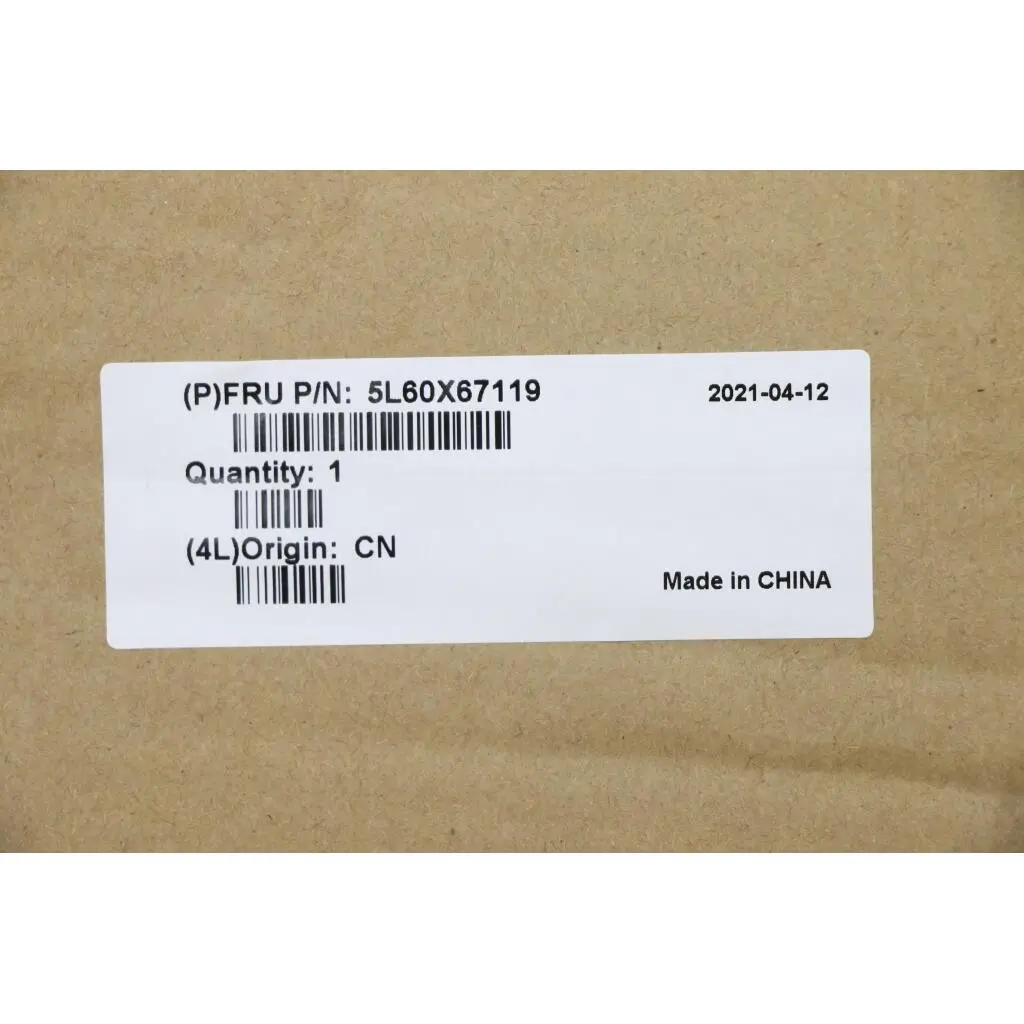 (P)FRU P/N: 5L60X67119
2021-04-12
Quantity: 1
(4L)Origin: CN
Made in CHINA